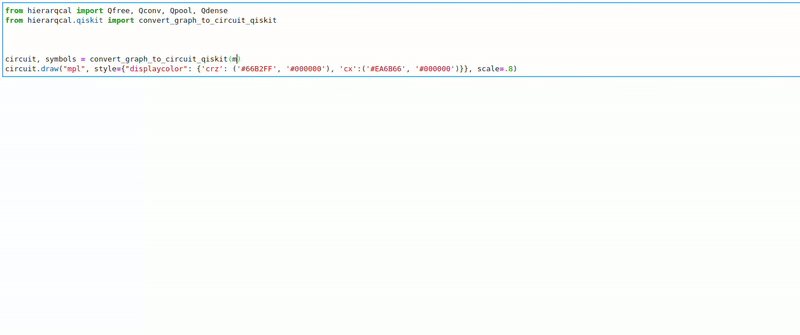 from hierarqcal import Qfree, Qconv, Qpool, Qdense
from hierarqcal.qiskit import convert_graph_to_circuit_qiskit
circuit, symbols = convert_graph_to_circuit_qiskit(m)
circuit.draw("mpl", style={"displaycolor": {'crz': ('#66B2FF', '#000000'), 'cx':('#EA6B66', '#000000')}}, scale=.8)